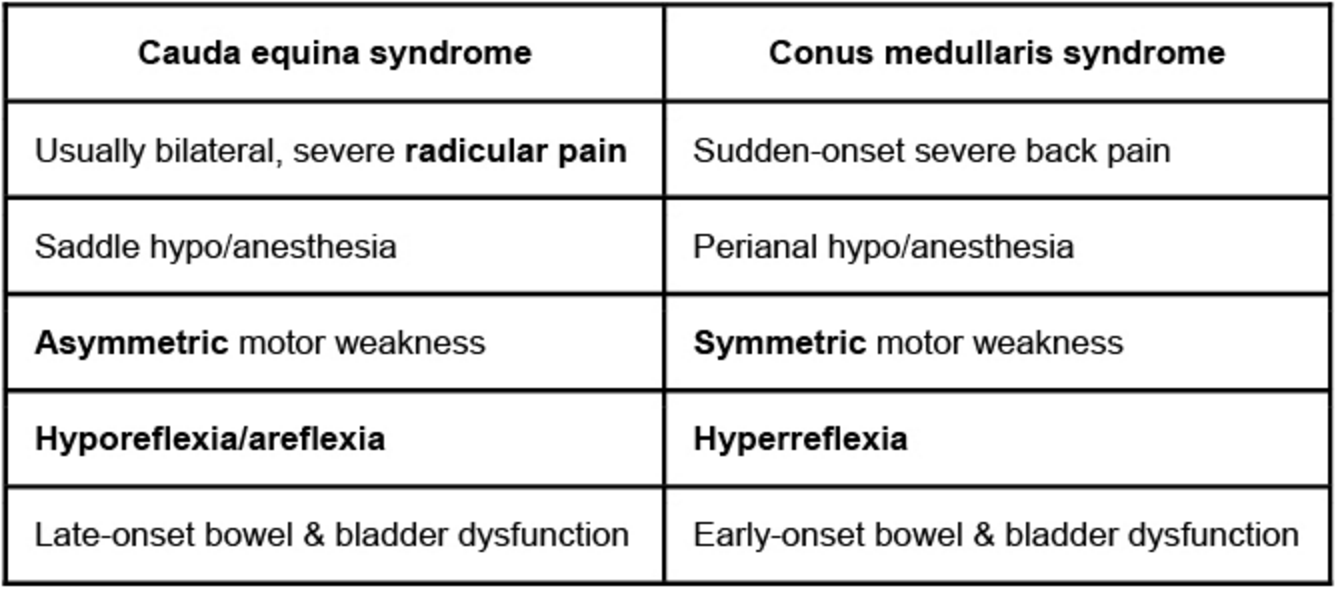 Cauda equina syndrome
Conus medullaris syndrome
Usually bilateral, severe radicular pain
Sudden-onset severe back pain
Saddle hypo/anesthesia
Perianal hypo/anesthesia
Asymmetric motor weakness
Symmetric motor weakness
Hyporeflexia/areflexia
Hyperreflexia
Late-onset bowel & bladder dysfunction
Early-onset bowel & bladder dysfunction